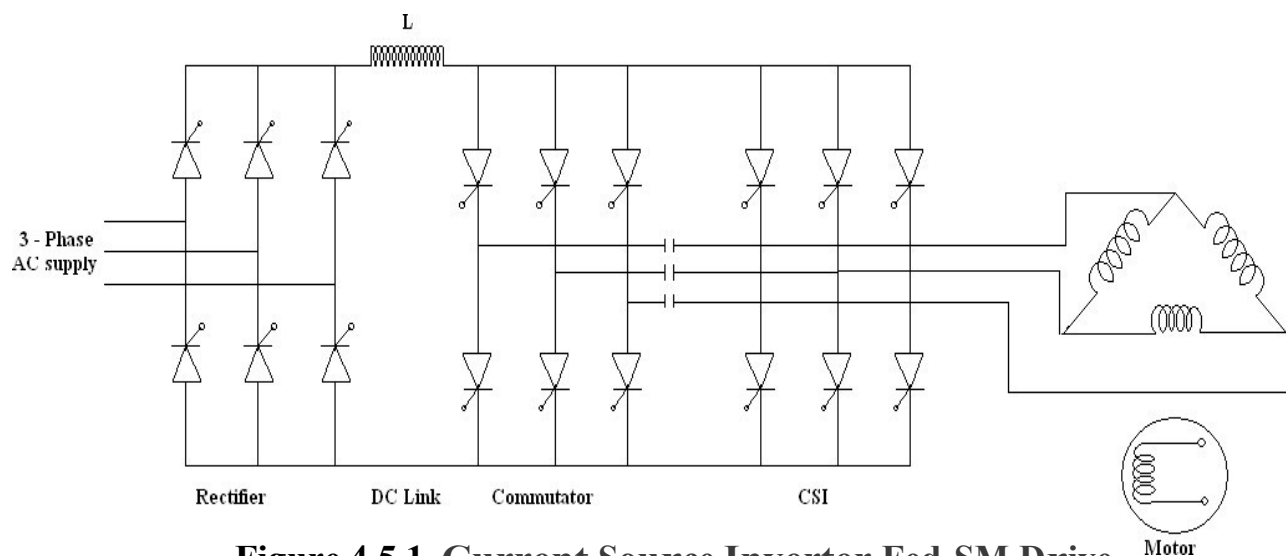 L
3 - Phase
AC supply
Rectifier
DC Link
Commutator
CSI
Motor
Figure 4.5.1 Current Source Inverter Fed SM Drive